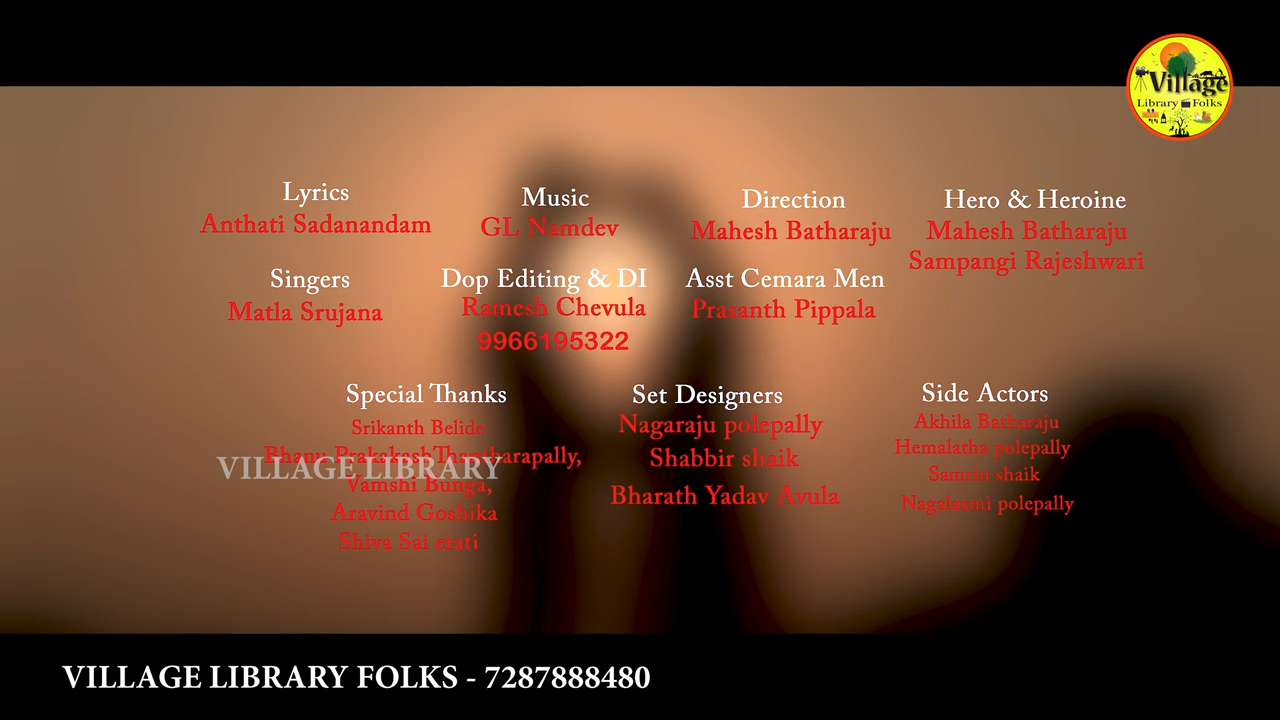 Village
Library Folks
Lyrics
Anthati Sadanandam
Music
GL Namdev
Direction
Mahesh Batharaju
Hero & Heroine
Mahesh Batharaju
Sampangi Rajeshwari
Singers
Matla Srujana
Dop Editing & DI
Ramesh Chevula
9966195322
Asst Cemara Men
Prasanth Pippala
Special Thanks
Srikanth Belide
Bhanu
VILLAGE LIBRARY
Vamshi Bunga,
Aravind Goshika
Shiva Sai erati
Set Designers
Nagaraju polepally
Shabbir shaik
Bharath Yadav Avula
Side Actors
Akhila Batharaju
Hemalatha polepally
Samrin shaik
Nagalaxmi polepally
VILLAGE LIBRARY FOLKS - 7287888480